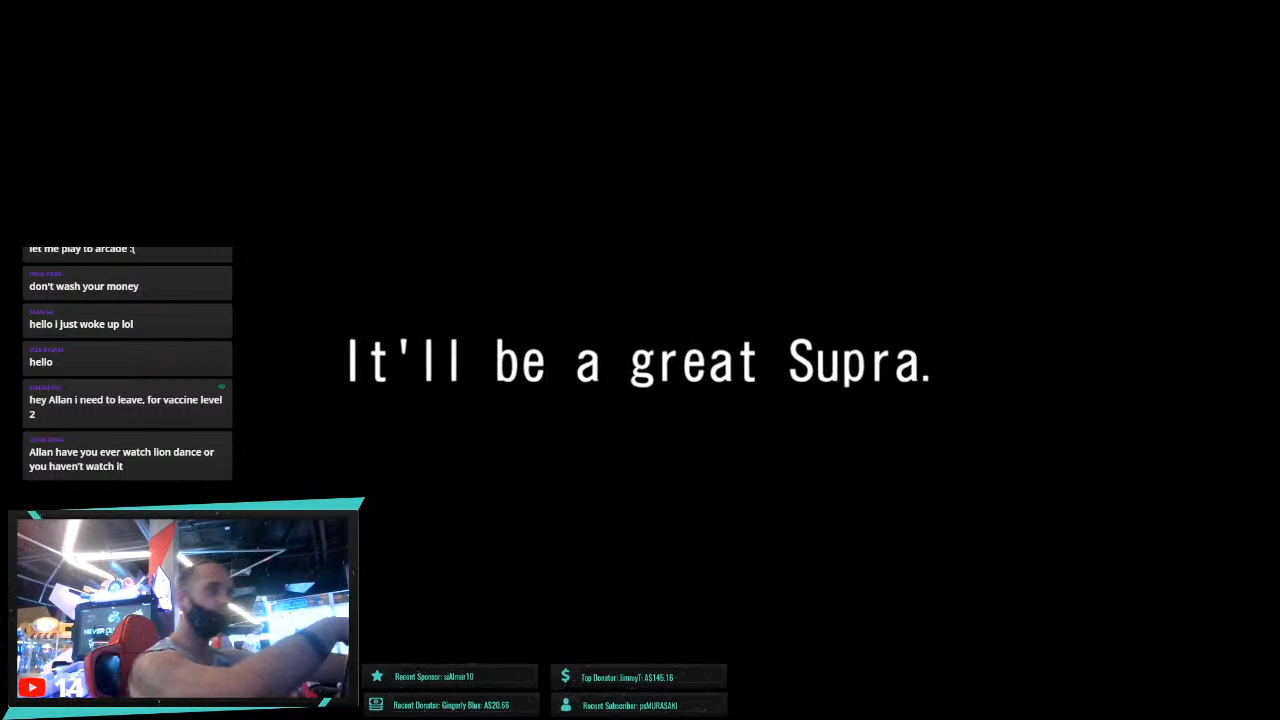 let me play to arcade :(
don't wash your money
hello i just woke up lol
hello
hey Allan i need to leave, for vaccine level
2
Allan have you ever watch lion dance or
you haven't watch it
It'll be a great Supra.
14
Recent Sponsor: siAlmer10
Top Donator: JimmyT: A$145.16
Recent Donator: Gingerly Blue: A$20.66
Recent Subscriber: psMURASAKI